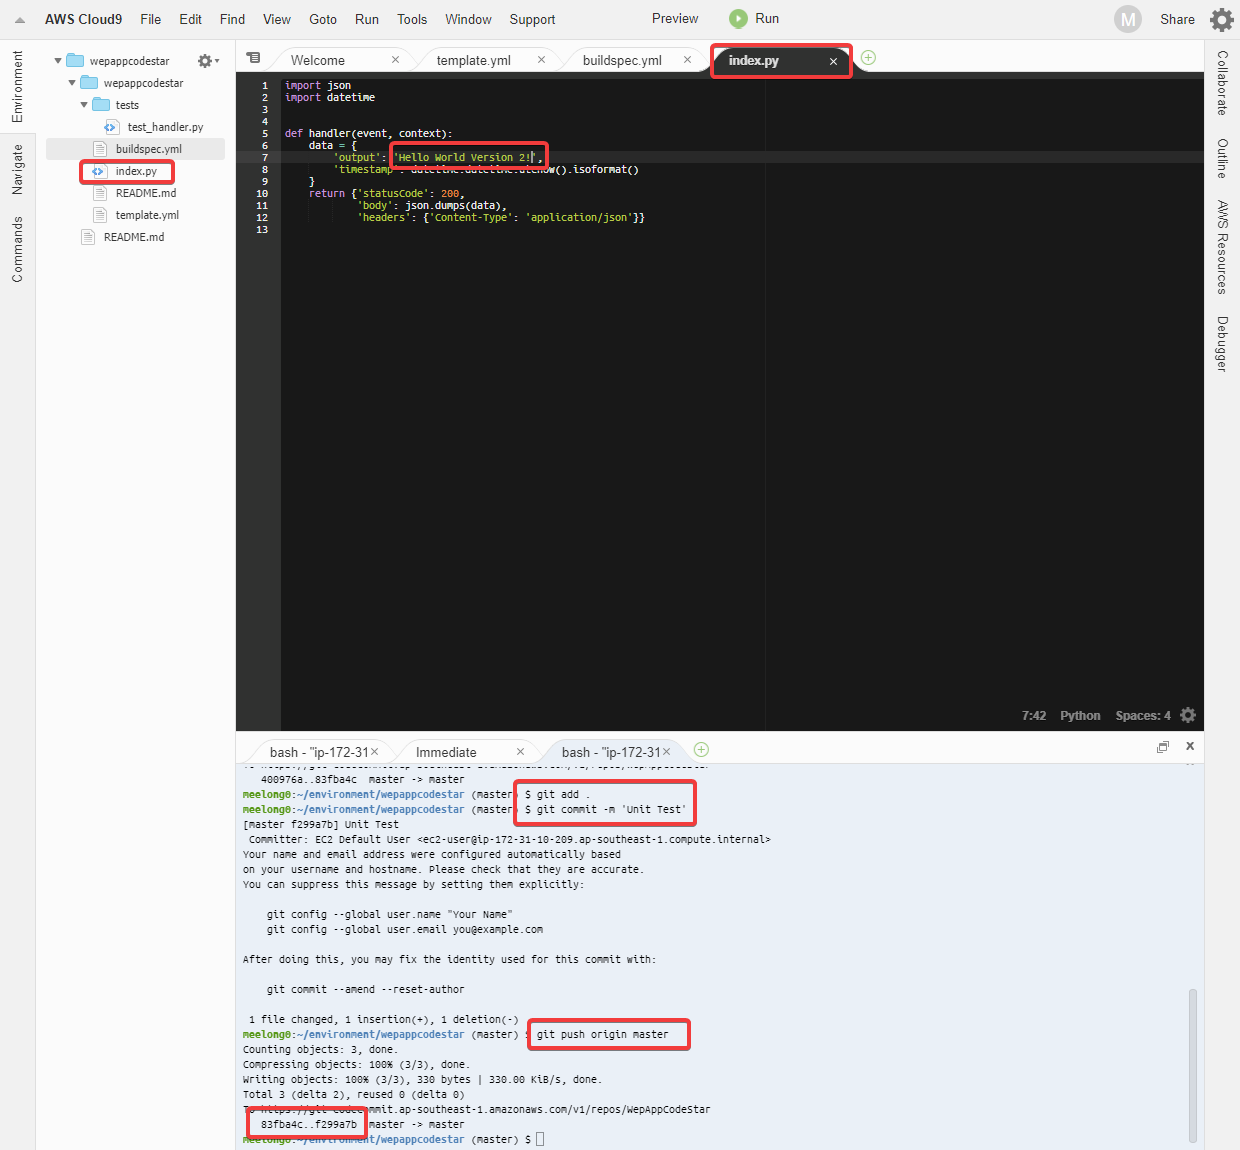 AWS Cloud9 File Edit Find View Goto Run Tools Window Support Preview Run M Share
Environment
Navigate
Commands
wepappcodestar
wepappcodestar
tests
test_handler.py
buildspec.yml
index.py
README.md
template.yml
README.md
Welcome template.yml buildspec.yml index.py
1 import json
2 import datetime
3
4
5 def handler(event, context):
6 data = {
7 'output': 'Hello World Version 2!',
8 'timestamp': datetime.datetime.utcnow().isoformat()
9 }
10 return {'statusCode': 200,
11 'body': json.dumps(data),
12 'headers': {'Content-Type': 'application/json'}}
13
7:42 Python Spaces: 4
Collaborate
Outline
AWS Resources
Debugger
bash - "ip-172-31 Immediate bash - "ip-172-31
400976a..83fba4c master -> master
meelong0:~/environment/wepappcodestar (master) $ git add .
meelong0:~/environment/wepappcodestar (master) $ git commit -m 'Unit Test'
[master f299a7b] Unit Test
Committer: EC2 Default User <ec2-user@ip-172-31-10-209.ap-southeast-1.compute.internal>
Your name and email address were configured automatically based
on your username and hostname. Please check that they are accurate.
You can suppress this message by setting them explicitly:
git config --global user.name "Your Name"
git config --global user.email you@example.com
After doing this, you may fix the identity used for this commit with:
git commit --amend --reset-author
1 file changed, 1 insertion(+), 1 deletion(-)
meelong0:~/environment/wepappcodestar (master) $ git push origin master
Counting objects: 3, done.
Compressing objects: 100% (3/3), done.
Writing objects: 100% (3/3), 330 bytes | 330.00 KiB/s, done.
Total 3 (delta 2), reused 0 (delta 0)
To https://git-codecommit.ap-southeast-1.amazonaws.com/v1/repos/WepAppCodeStar
83fba4c..f299a7b master -> master
meelong0:~/environment/wepappcodestar (master) $